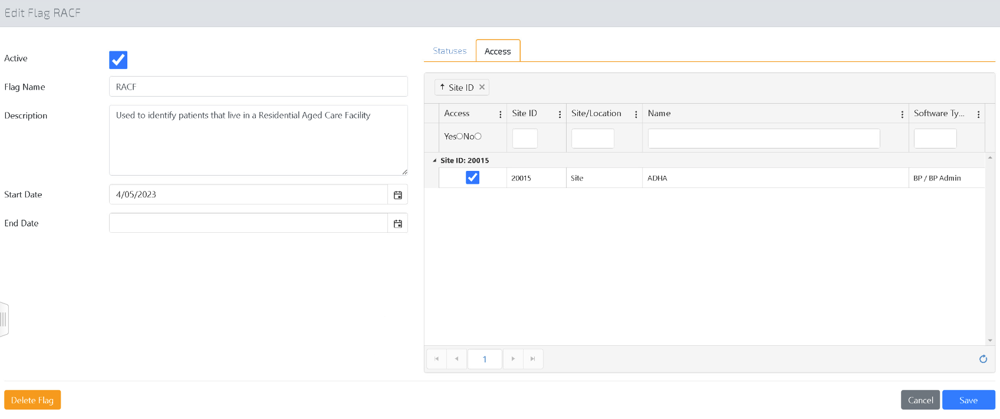 Edit Flag RACF
Active
Flag Name
RACF
Description
Used to identify patients that live in a Residential Aged Care Facility
Start Date
4/05/2023
End Date
Statuses
Access
Site ID
Access
Site ID
Site/Location
Name
Software Ty...
Yes No
Site ID: 20015
20015
Site
ADHA
BP / BP Admin
1
Delete Flag
Cancel
Save